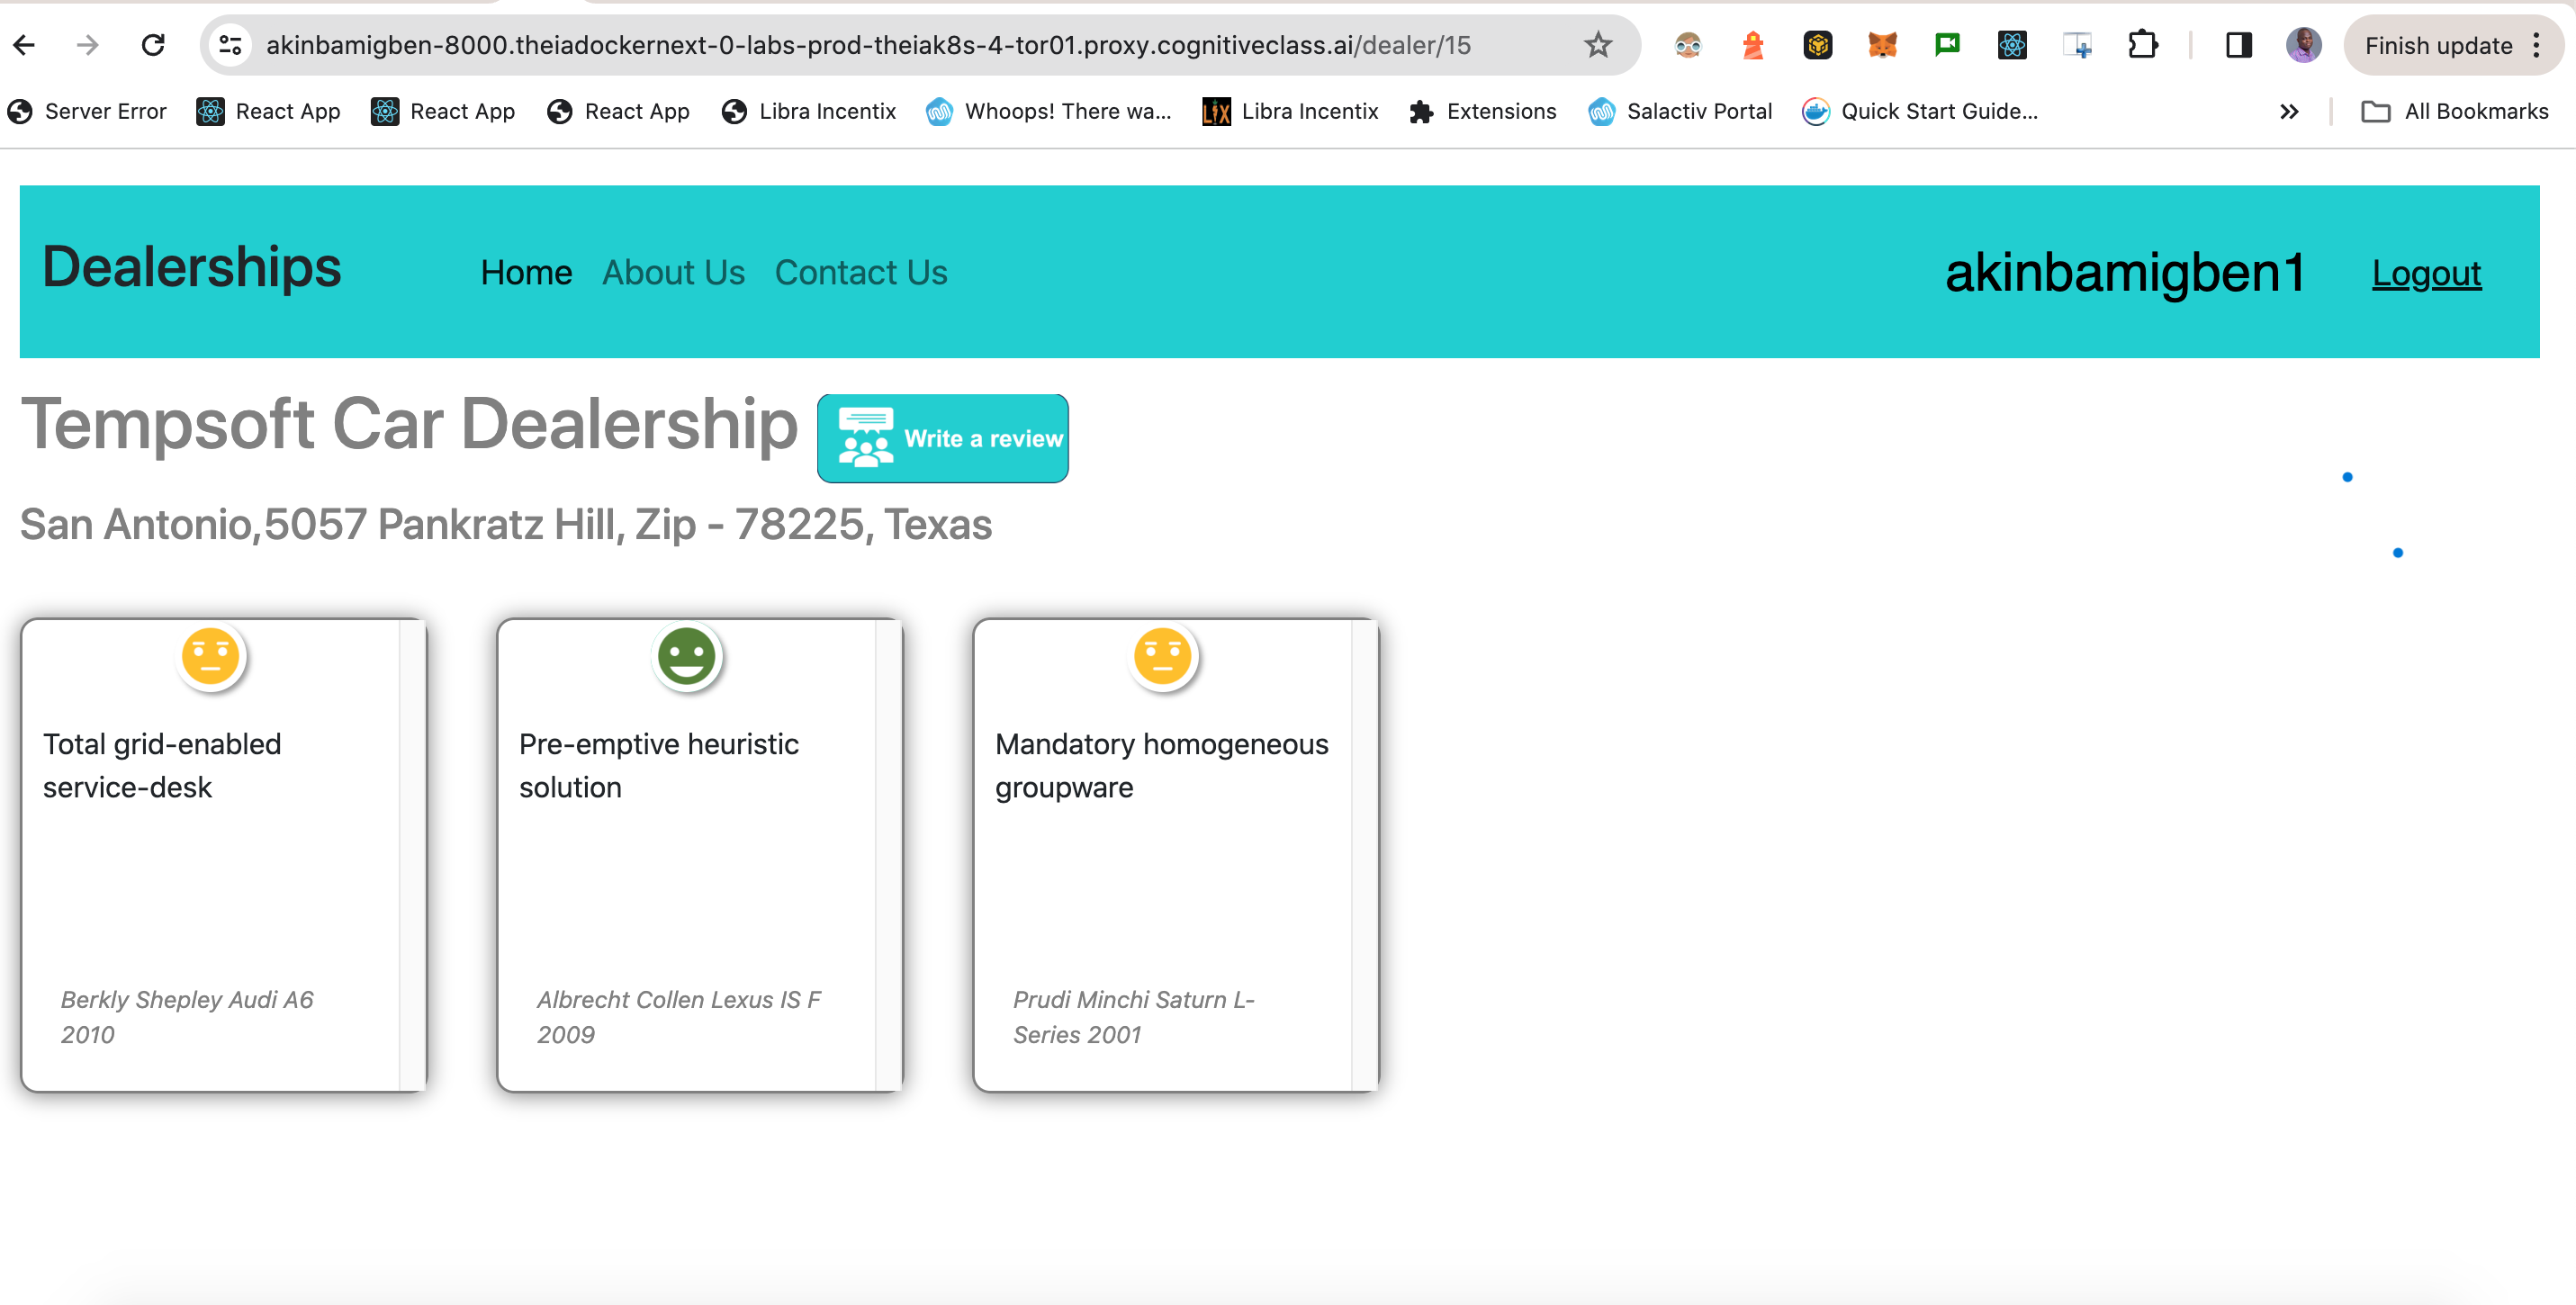 akinbamigben-8000.theiadockernext-0-labs-prod-theiak8s-4-tor01.proxy.cognitiveclass.ai/dealer/15
Finish update
Server Error React App React App React App Libra Incentix Whoops! There wa... Libra Incentix Extensions Salactiv Portal Quick Start Guide... » All Bookmarks
Dealerships Home About Us Contact Us akinbamigben1 Logout
Tempsoft Car Dealership Write a review
San Antonio,5057 Pankratz Hill, Zip - 78225, Texas
Total grid-enabled
service-desk
Berkly Shepley Audi A6
2010
Pre-emptive heuristic
solution
Albrecht Collen Lexus IS F
2009
Mandatory homogeneous
groupware
Prudi Minchi Saturn L-
Series 2001